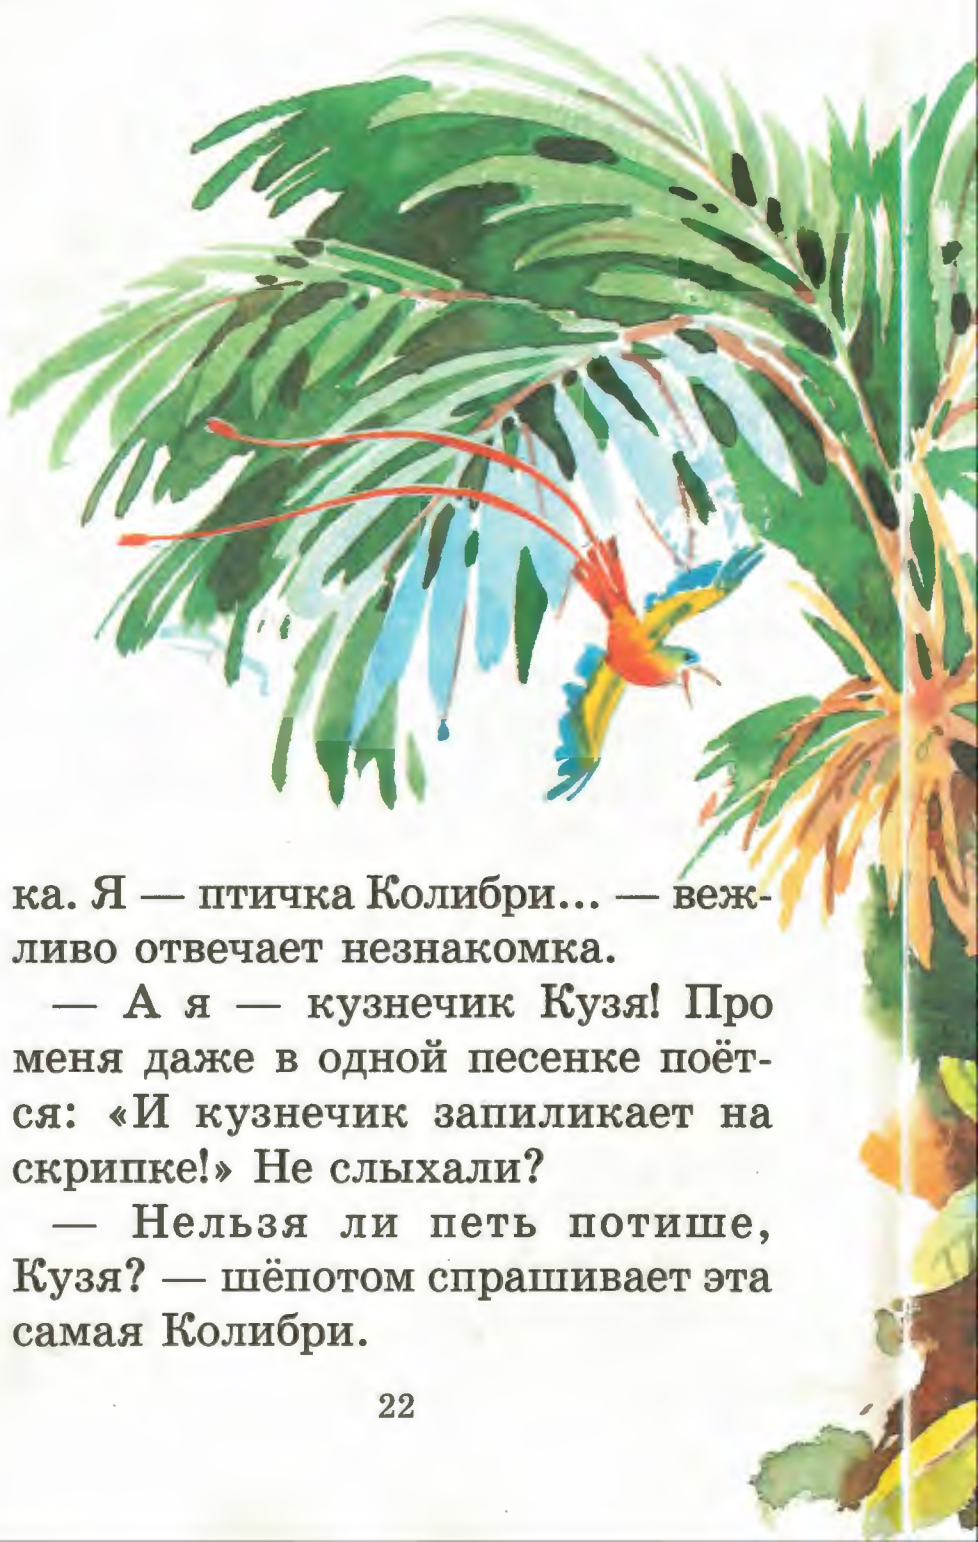 ка. Я — птичка Колибри... — веж-
ливо отвечает незнакомка.
— А я — кузнечик Кузя! Про
меня даже в одной песенке поёт-
ся: «И кузнечик запиликает на
скрипке!» Не слыхали?
— Нельзя ли петь потише,
Кузя? — шёпотом спрашивает эта
самая Колибри.
22